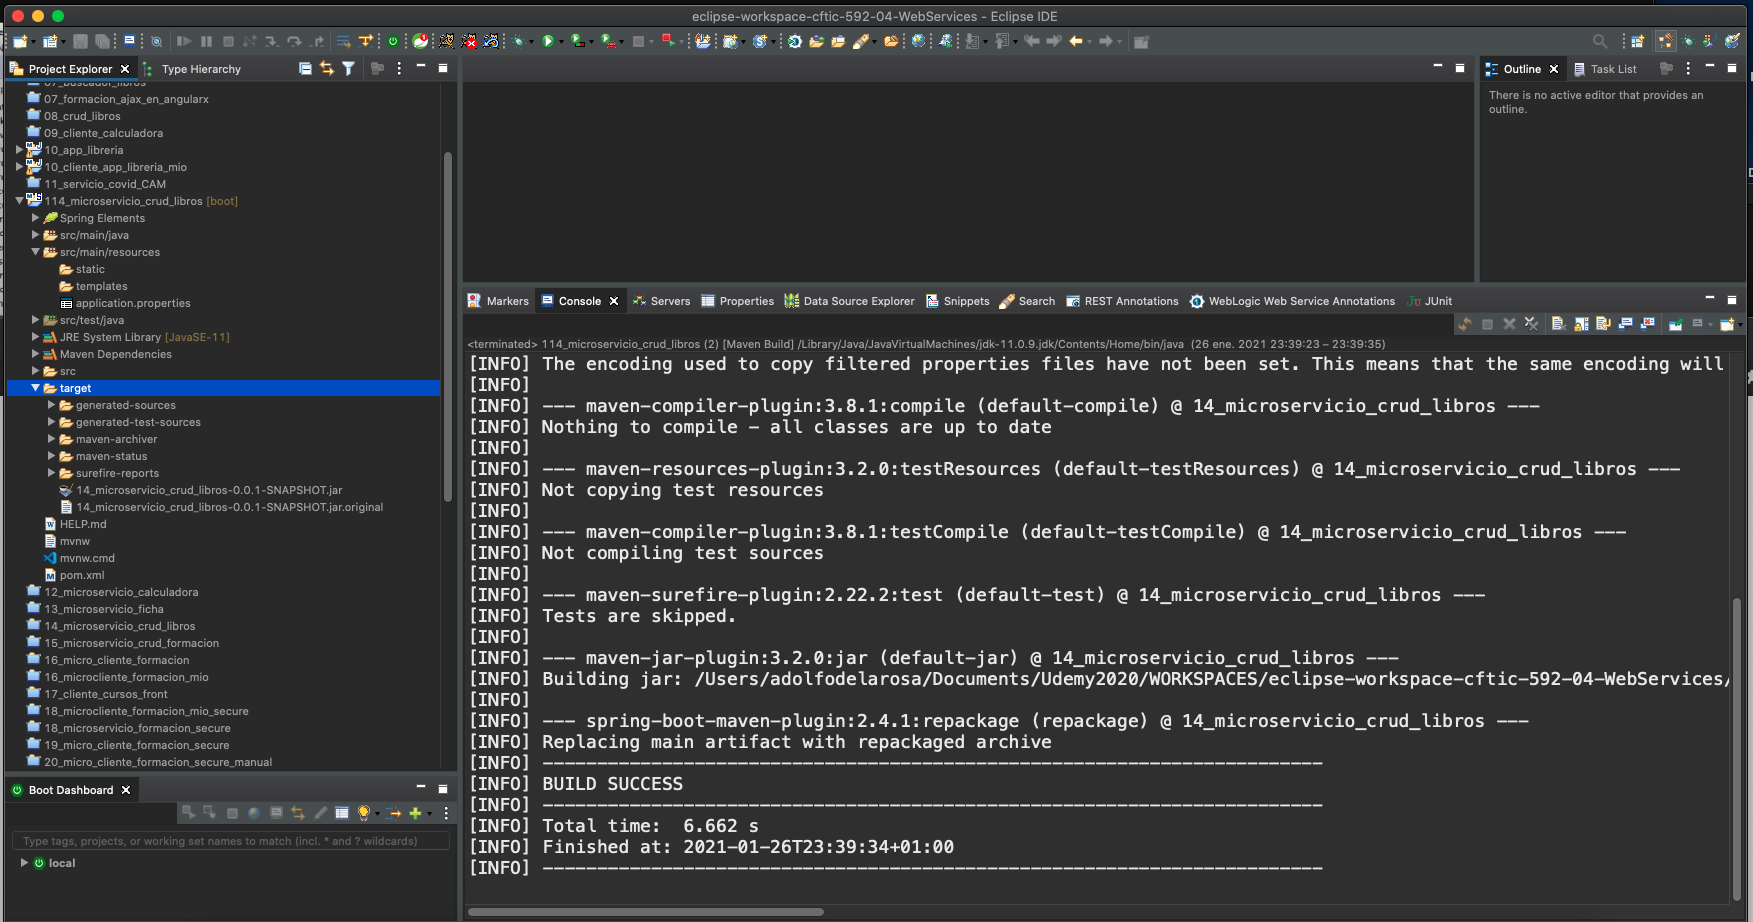 eclipse-workspace-cftic-592-04-WebServices - Eclipse IDE
Project Explorer
Type Hierarchy
07_buscador_libros
07_formacion_ajax_en_angularx
08_crud_libros
09_cliente_calculadora
10_app_libreria
10_cliente_app_libreria_mio
11_servicio_covid_CAM
114_microservicio_crud_libros [boot]
Spring Elements
src/main/java
src/main/resources
static
templates
application.properties
src/test/java
JRE System Library [JavaSE-11]
Maven Dependencies
src
target
generated-sources
generated-test-sources
maven-archiver
maven-status
surefire-reports
14_microservicio_crud_libros-0.0.1-SNAPSHOT.jar
14_microservicio_crud_libros-0.0.1-SNAPSHOT.jar.original
HELP.md
mvnw
mvnw.cmd
pom.xml
12_microservicio_calculadora
13_microservicio_ficha
14_microservicio_crud_libros
15_microservicio_crud_formacion
16_micro_cliente_formacion
16_microcliente_formacion_mio
17_cliente_cursos_front
18_microcliente_formacion_mio_secure
18_microservicio_formacion_secure
19_micro_cliente_formacion_secure
20_micro_cliente_formacion_secure_manual
Boot Dashboard
Type tags, projects, or working set names to match (incl. * and ? wildcards)
local
Outline
Task List
There is no active editor that provides an
outline.
Markers
Console
Servers
Properties
Data Source Explorer
Snippets
Search
REST Annotations
WebLogic Web Service Annotations
JUnit
<terminated> 114_microservicio_crud_libros (2) [Maven Build] /Library/Java/JavaVirtualMachines/jdk-11.0.9.jdk/Contents/Home/bin/java (26 ene. 2021 23:39:23 – 23:39:35)
[INFO] The encoding used to copy filtered properties files have not been set. This means that the same encoding will
[INFO]
[INFO] --- maven-compiler-plugin:3.8.1:compile (default-compile) @ 14_microservicio_crud_libros ---
[INFO] Nothing to compile - all classes are up to date
[INFO]
[INFO] --- maven-resources-plugin:3.2.0:testResources (default-testResources) @ 14_microservicio_crud_libros ---
[INFO] Not copying test resources
[INFO]
[INFO] --- maven-compiler-plugin:3.8.1:testCompile (default-testCompile) @ 14_microservicio_crud_libros ---
[INFO] Not compiling test sources
[INFO]
[INFO] --- maven-surefire-plugin:2.22.2:test (default-test) @ 14_microservicio_crud_libros ---
[INFO] Tests are skipped.
[INFO]
[INFO] --- maven-jar-plugin:3.2.0:jar (default-jar) @ 14_microservicio_crud_libros ---
[INFO] Building jar: /Users/adolfodelarosa/Documents/Udemy2020/WORKSPACES/eclipse-workspace-cftic-592-04-WebServices/
[INFO]
[INFO] --- spring-boot-maven-plugin:2.4.1:repackage (repackage) @ 14_microservicio_crud_libros ---
[INFO] Replacing main artifact with repackaged archive
[INFO] ------------------------------------------------------------------------
[INFO] BUILD SUCCESS
[INFO] ------------------------------------------------------------------------
[INFO] Total time:  6.662 s
[INFO] Finished at: 2021-01-26T23:39:34+01:00
[INFO] ------------------------------------------------------------------------